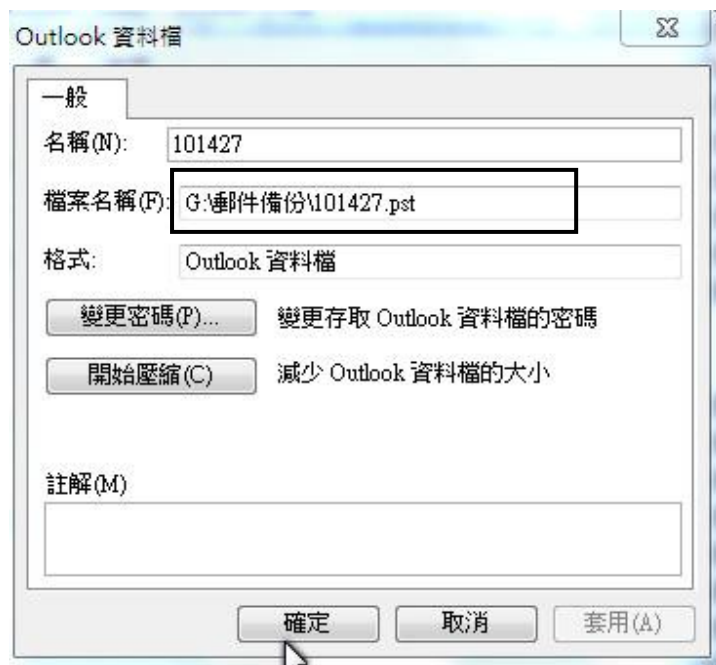 Outlook 資料檔
一般
名稱(N): 101427
檔案名稱(F): G:\郵件備份\101427.pst
格式: Outlook 資料檔
變更密碼(P)... 變更存取 Outlook 資料檔的密碼
開始壓縮(C) 減少 Outlook 資料檔的大小
註解(M)
確定 取消 套用(A)